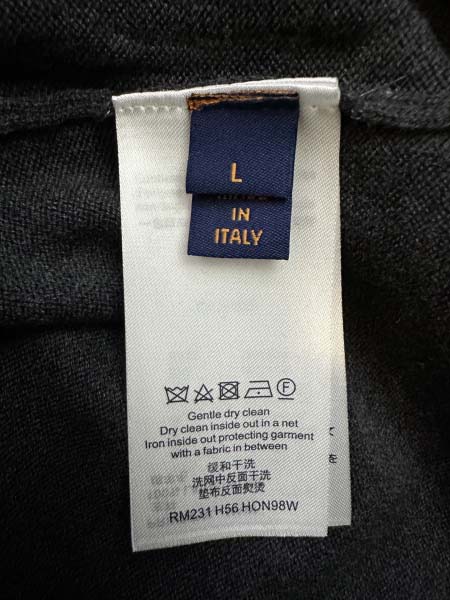 L
IN
ITALY
F
Gentle dry clean
Dry clean inside out in a net
Iron inside out protecting garment
with a fabric in between
缓和干洗
洗网中反面干洗
垫布反面熨烫
RM231 H56 HON98W